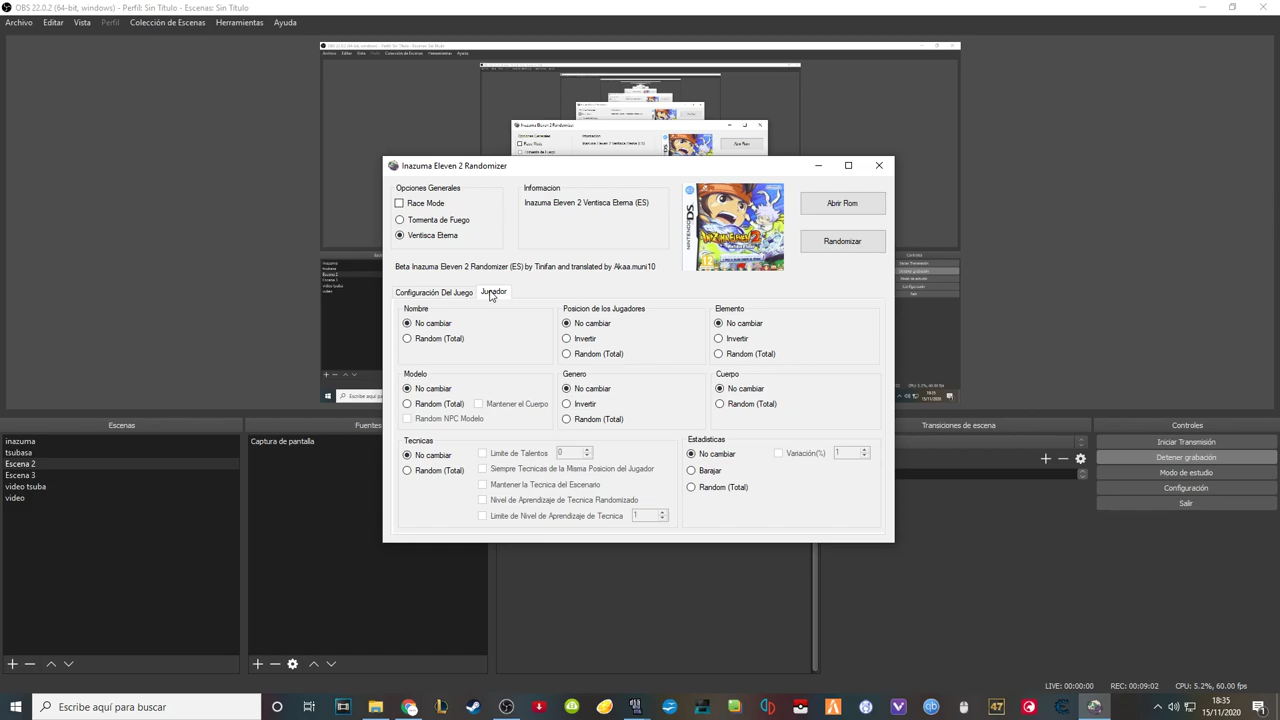 OBS 22.0.2 (64-bit, windows) - Perfil: Sin Título - Escenas: Sin Título
Archivo Editar Vista Perfil Colección de Escenas Herramientas Ayuda
Inazuma Eleven 2 Randomizer
Opciones Generales
Race Mode
Tormenta de Fuego
Ventisca Eterna
Informacion
Inazuma Eleven 2 Ventisca Eterna (ES)
NINTENDO DS
INAZUMA ELEVEN 2
12
Abrir Rom
Randomizar
Beta Inazuma Eleven 2 Randomizer (ES) by Tinifan and translated by Akaa.muni10
Configuración Del Juego Jugador
Nombre
No cambiar
Random (Total)
Posicion de los Jugadores
No cambiar
Invertir
Random (Total)
Elemento
No cambiar
Invertir
Random (Total)
Modelo
No cambiar
Random (Total) Mantener el Cuerpo
Random NPC Modelo
Genero
No cambiar
Invertir
Random (Total)
Cuerpo
No cambiar
Random (Total)
Tecnicas
No cambiar
Random (Total)
Limite de Talentos 0
Siempre Tecnicas de la Misma Posicion del Jugador
Mantener la Tecnica del Escenario
Nivel de Aprendizaje de Tecnica Randomizado
Limite de Nivel de Aprendizaje de Tecnica 1
Estadisticas
No cambiar Variación(%) 1
Barajar
Random (Total)
Escenas
inazuma
tsubasa
Escena 2
Escena 3
video tsuba
video
Fuentes
Captura de pantalla
Transiciones de escena
Controles
Iniciar Transmisión
Detener grabación
Modo de estudio
Configuración
Salir
LIVE: 00:00:00 REC: 00:09:02 CPU: 5.2%, 60.00 fps
Escribe aquí para buscar
47
18:35
15/11/2020